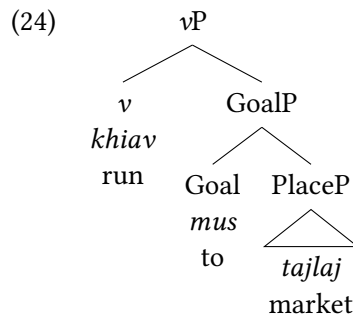 (24) vP
v GoalP
khiav
run Goal PlaceP
mus
to tajlaj
market